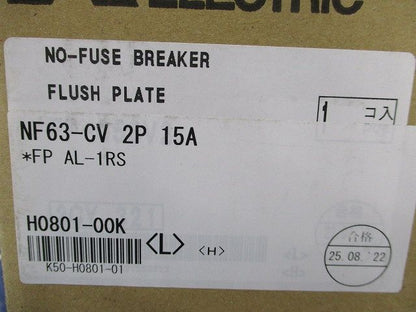 ELECTRIC
NO-FUSE BREAKER
FLUSH PLATE
1 コ入
NF63-CV 2P 15A
*FP AL-1RS
H0801-00K
<L> <H>
K50-H0801-01
合格
25.08.'22